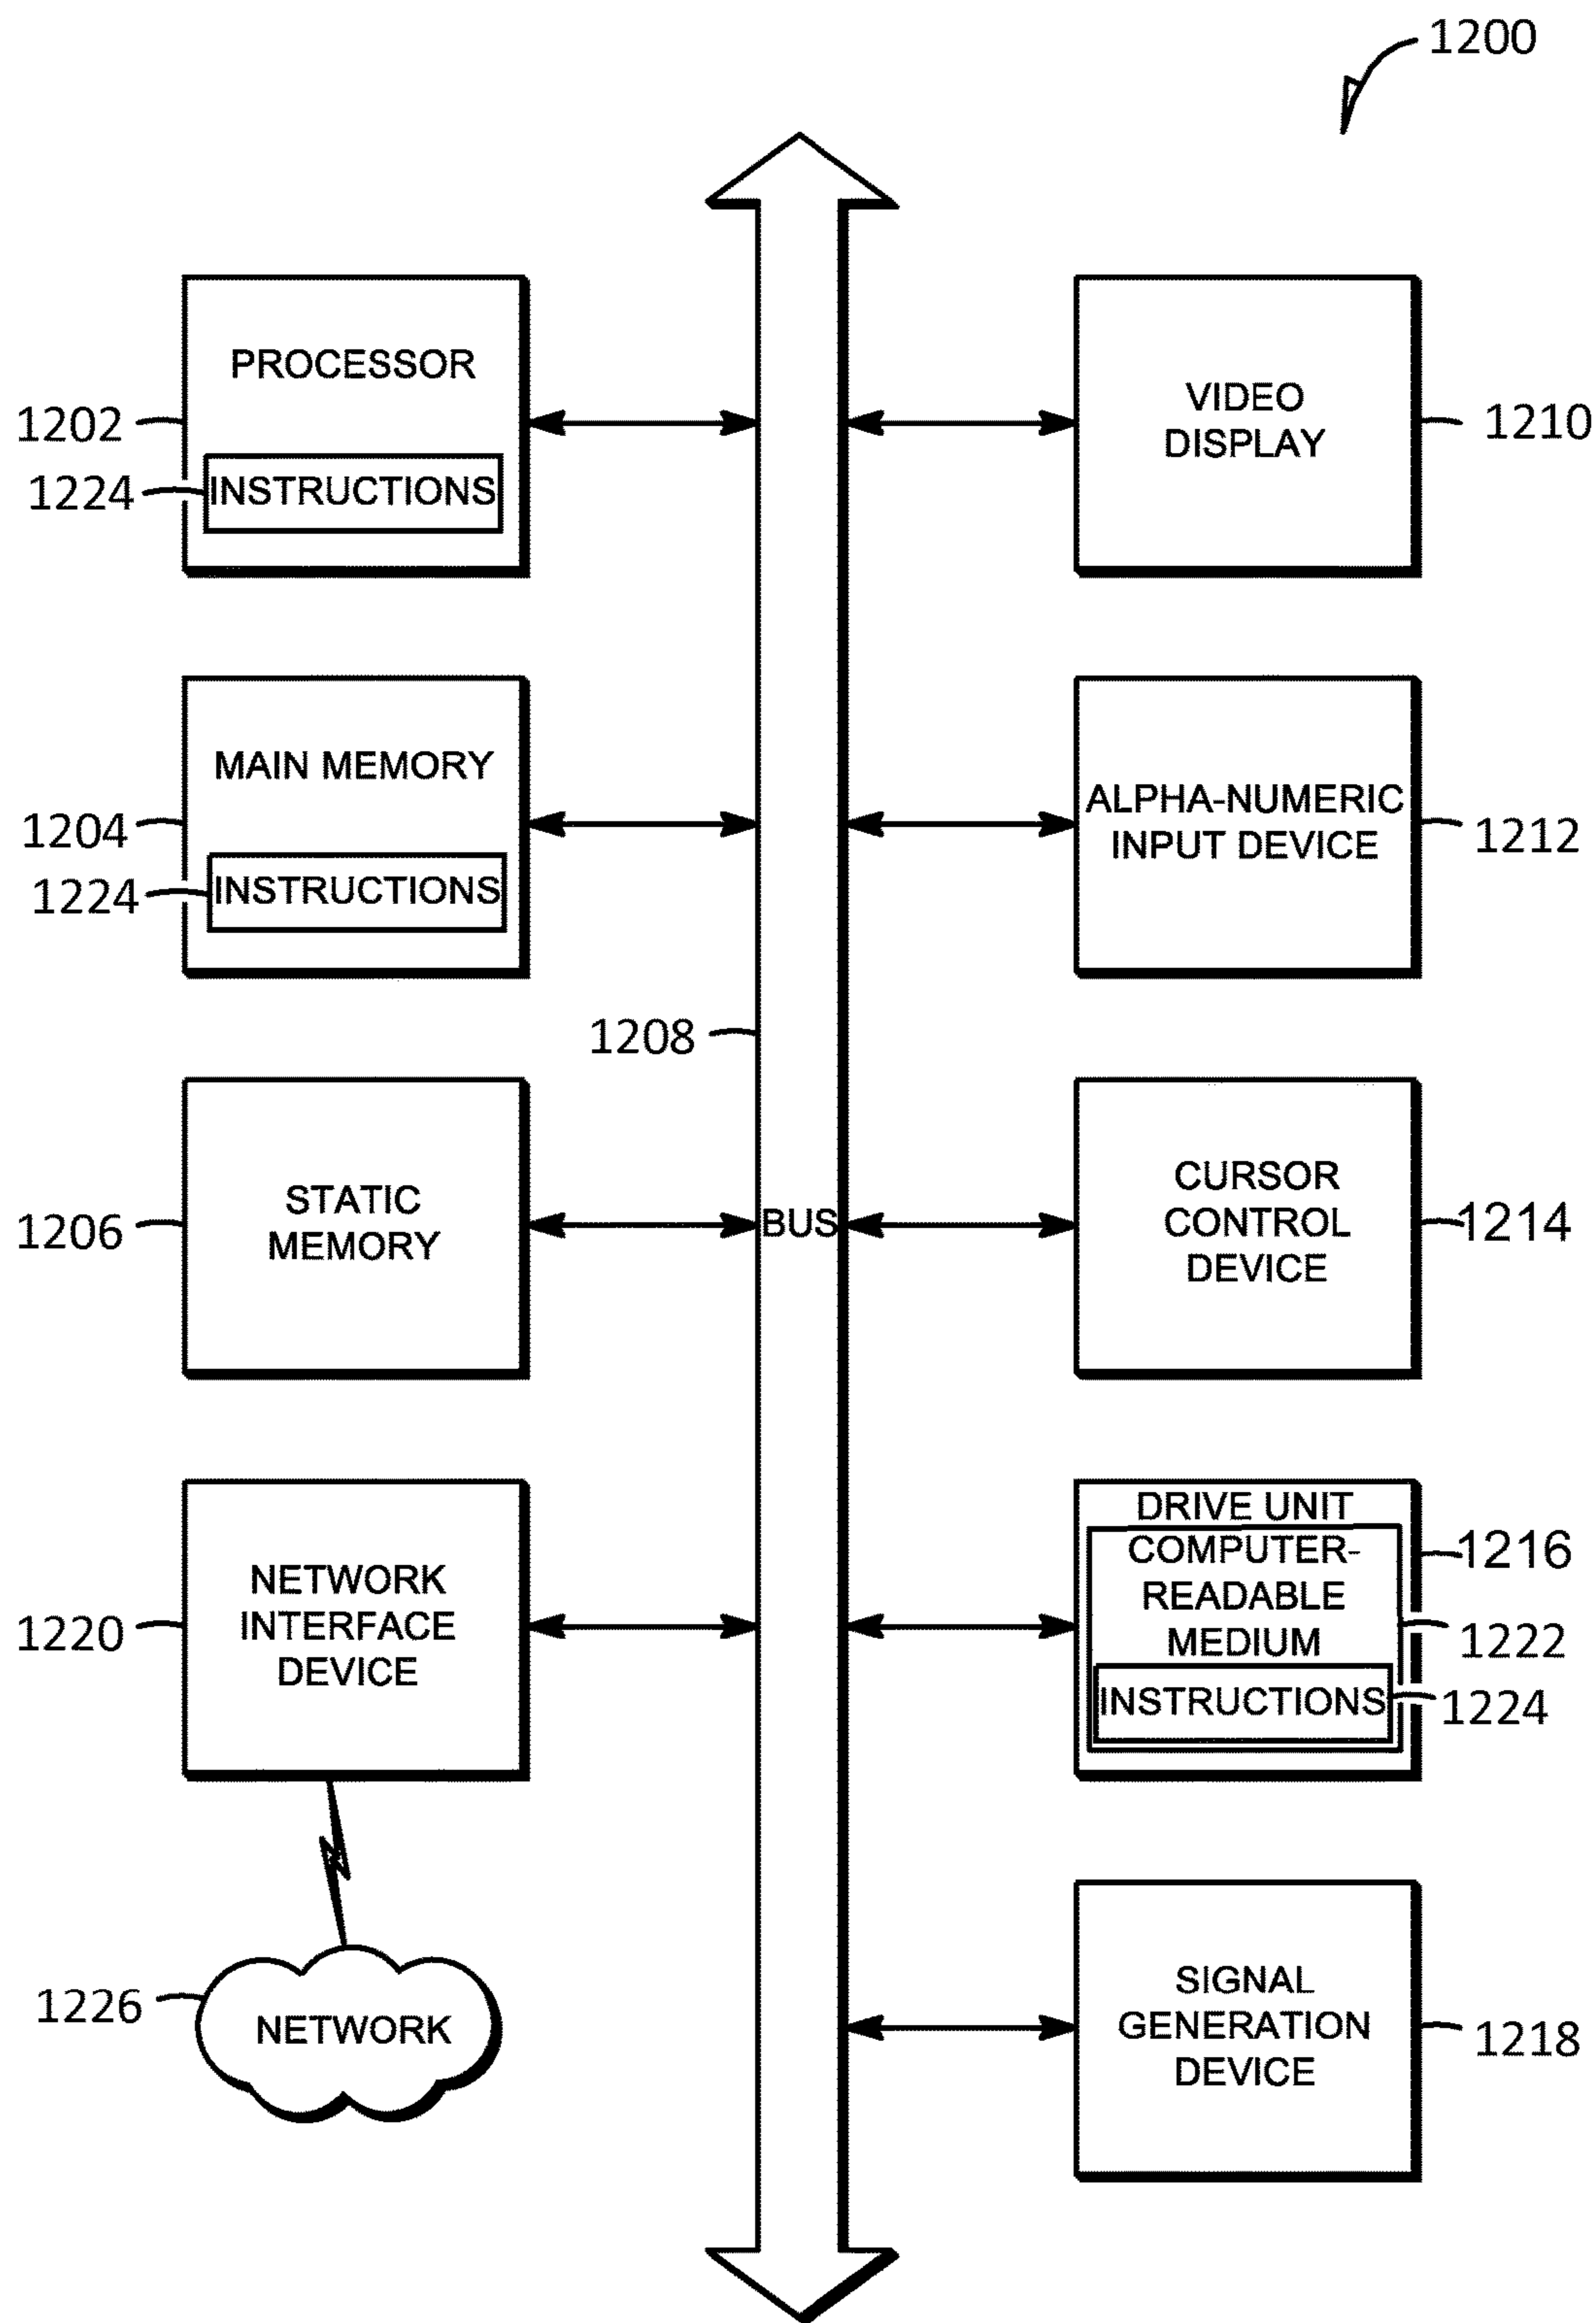 1200
PROCESSOR
1202
INSTRUCTIONS
1224
VIDEO
DISPLAY
1210
MAIN MEMORY
1204
INSTRUCTIONS
1224
ALPHA-NUMERIC
INPUT DEVICE
1212
1208
BUS
STATIC
MEMORY
1206
CURSOR
CONTROL
DEVICE
1214
NETWORK
INTERFACE
DEVICE
1220
DRIVE UNIT
1216
COMPUTER-
READABLE
MEDIUM
1222
INSTRUCTIONS
1224
NETWORK
1226
SIGNAL
GENERATION
DEVICE
1218